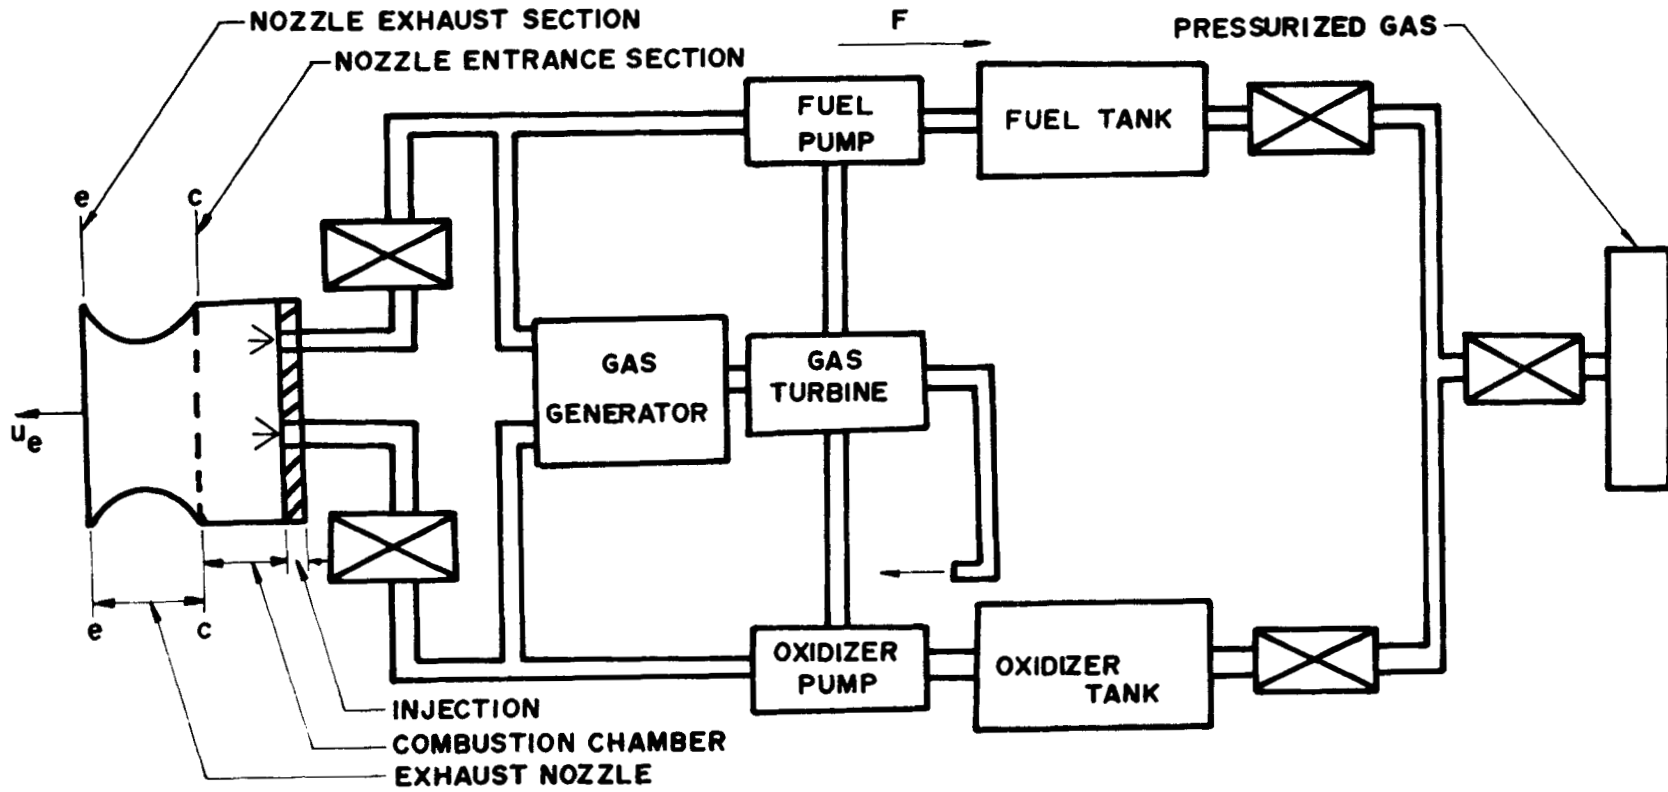 NOZZLE EXHAUST SECTION
F
PRESSURIZED GAS
NOZZLE ENTRANCE SECTION
FUEL
PUMP
FUEL TANK
e
c
GAS
GENERATOR
GAS
TURBINE
ue
e
c
OXIDIZER
PUMP
OXIDIZER
TANK
INJECTION
COMBUSTION CHAMBER
EXHAUST NOZZLE